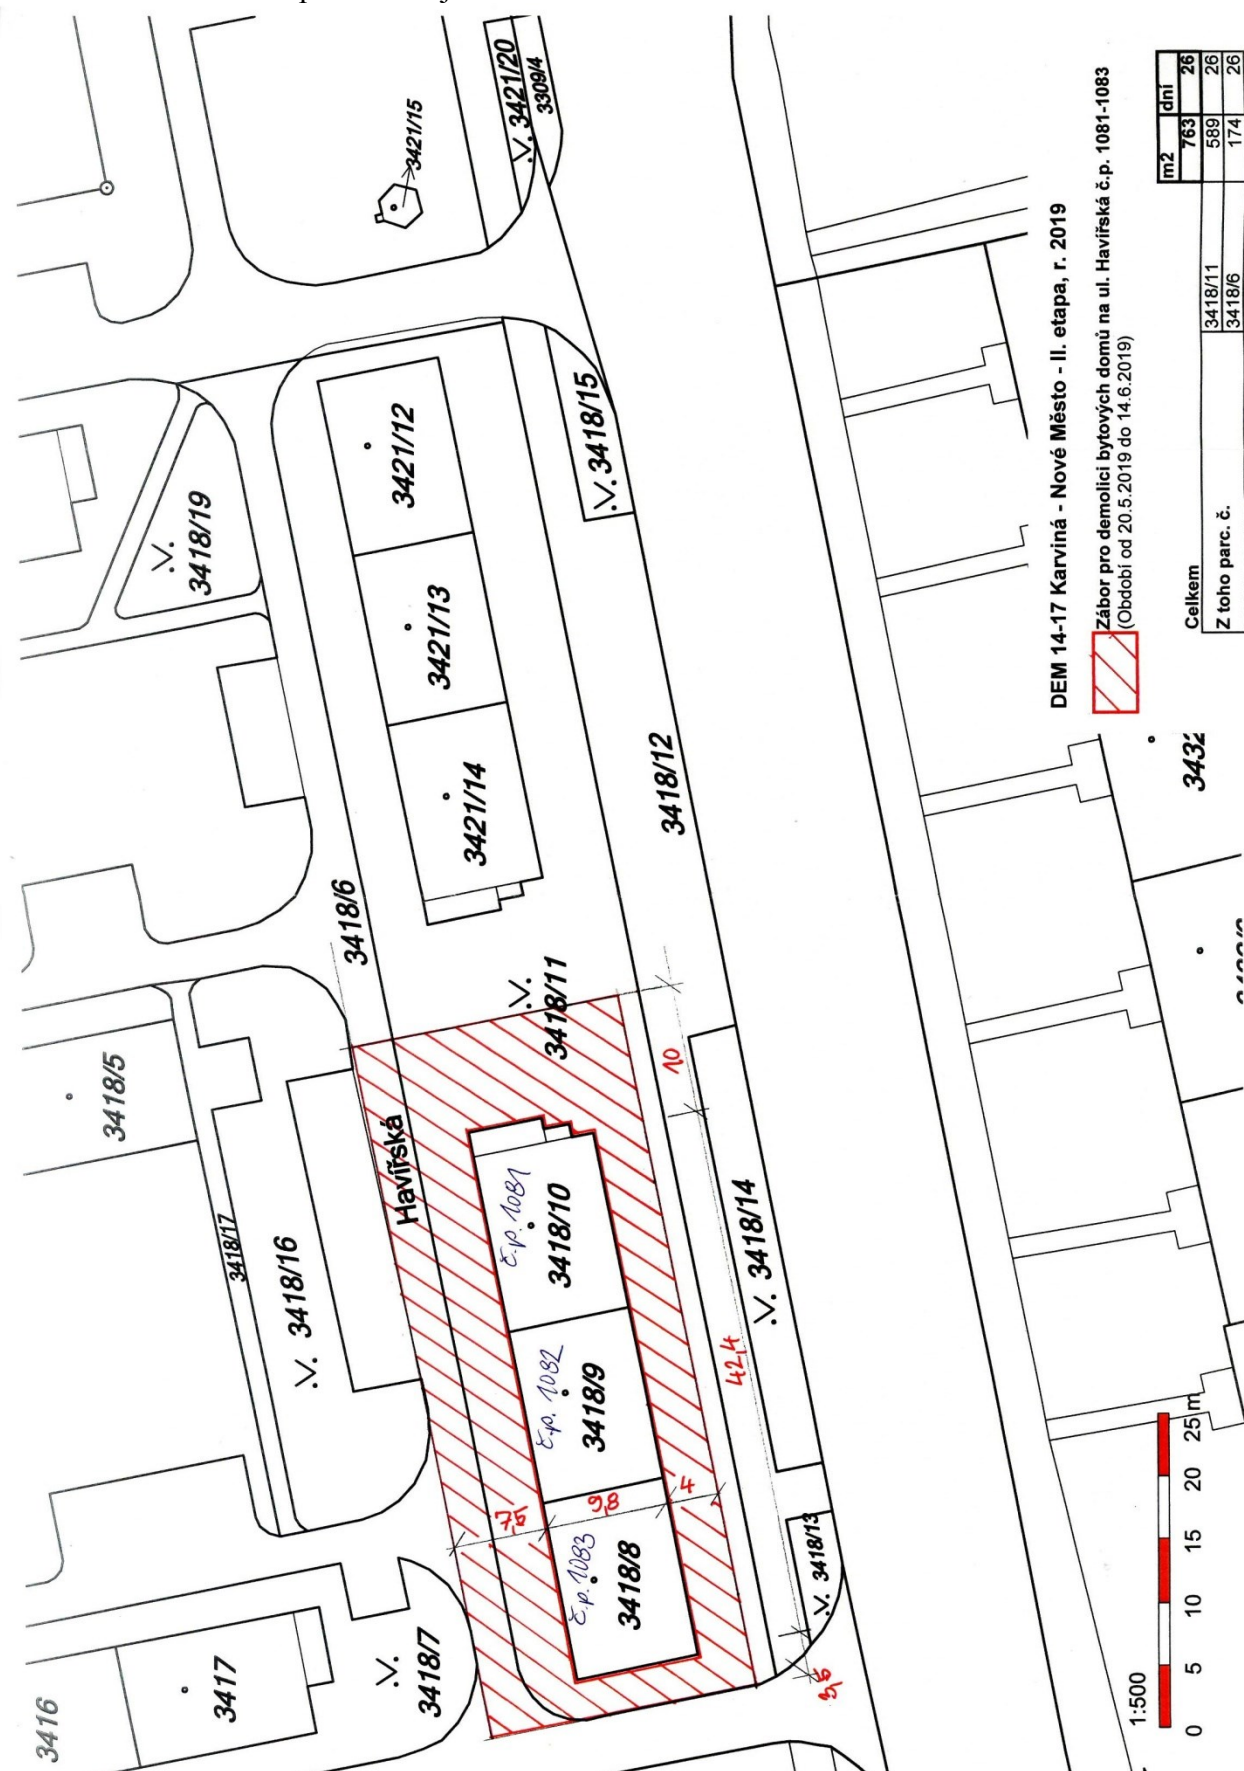 3421/15
.V. 3421/20
3309/4
3421/12
.V. 3418/15
.V.
3418/19
3421/13
3421/14
3418/12
3418/6
.V.
3418/11
3418/5
Havířská
10
3418/17
.V. 3418/16
č.p. 1081
3418/10
.V. 3418/14
č.p. 1082
3418/9
42,4
7,5
9,8
4
č.p. 1083
3418/8
.V. 3418/13
3,5
3416
3417
.V.
3418/7
DEM 14-17 Karviná - Nové Město - II. etapa, r. 2019
Zábor pro demolici bytových domů na ul. Havířská č.p. 1081-1083
(Období od 20.5.2019 do 14.6.2019)
m2 dní
Celkem 763 26
Z toho parc. č. 3418/11 589 26
3418/6 174 26
3432
1:500
0 5 10 15 20 25 m